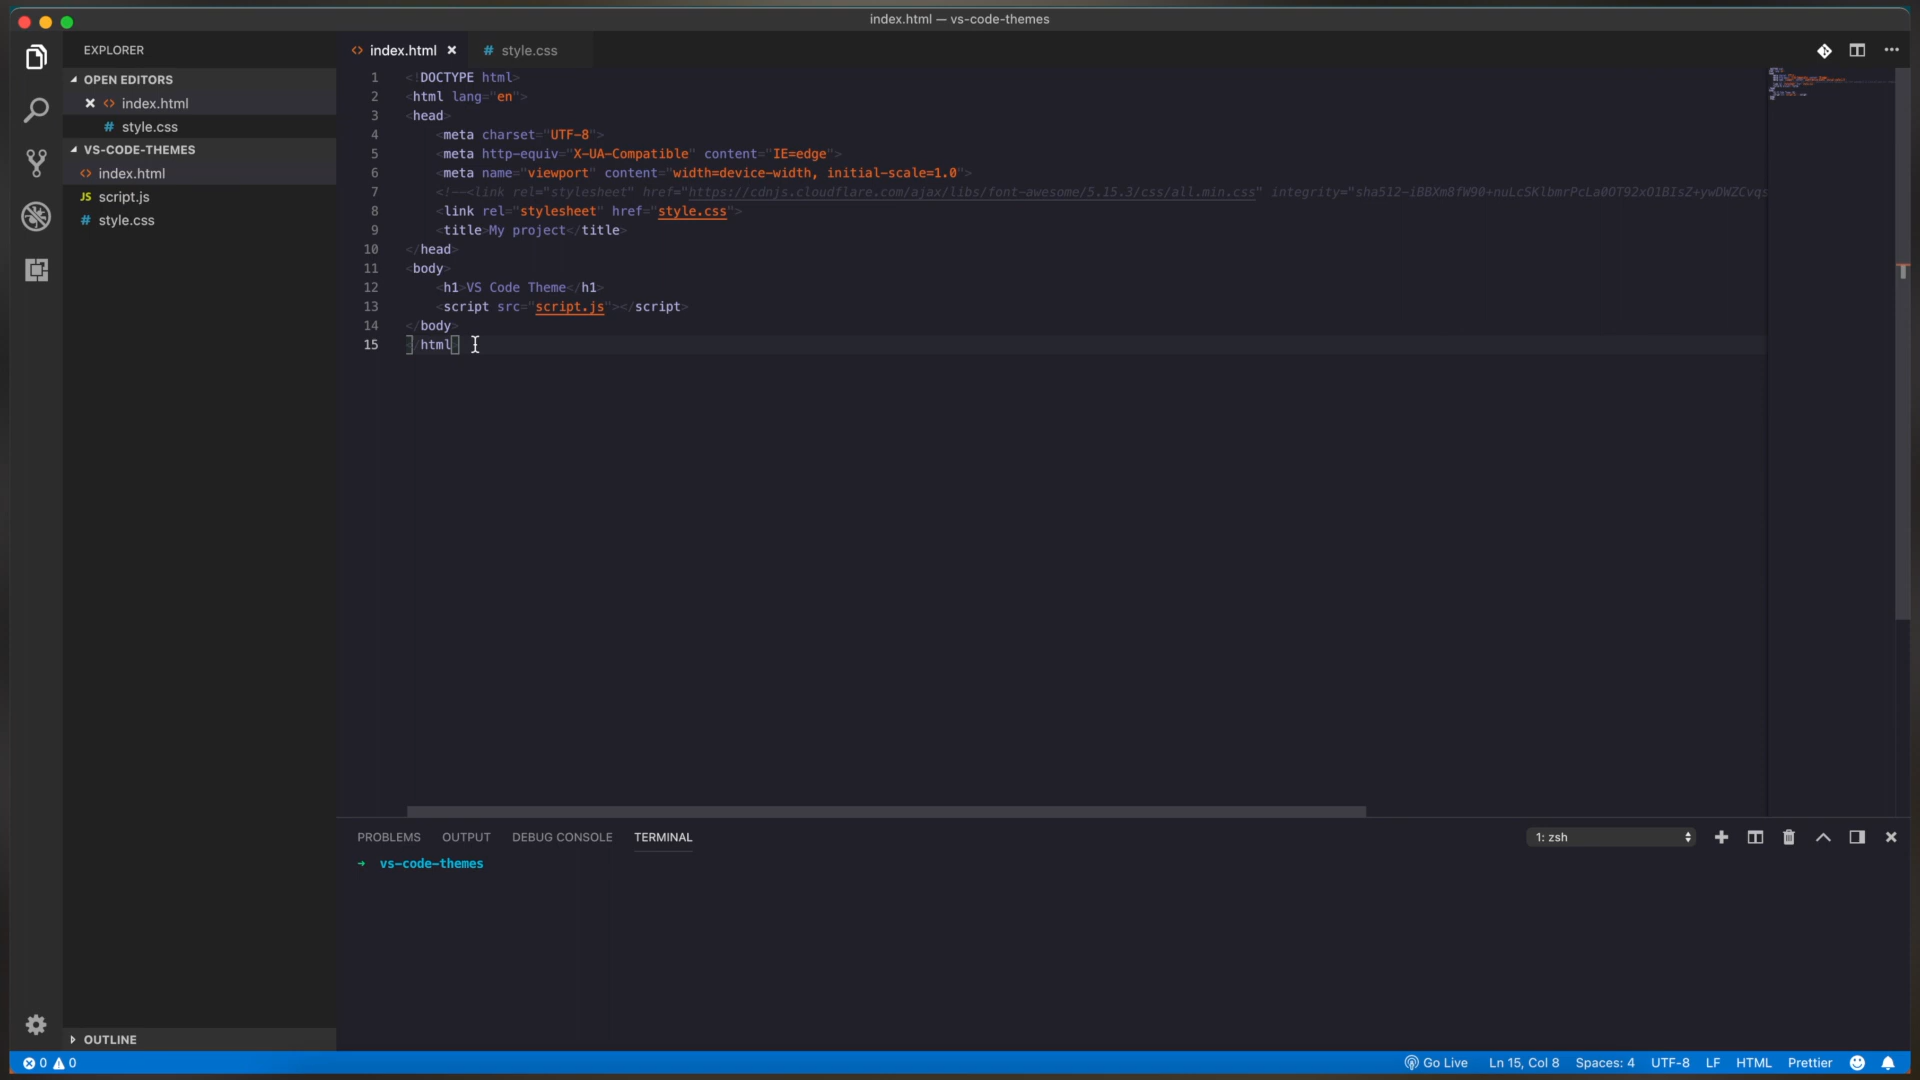 index.html — vs-code-themes
EXPLORER
OPEN EDITORS
index.html
# style.css
VS-CODE-THEMES
<> index.html
JS script.js
# style.css
OUTLINE
<> index.html
# style.css
1 <!DOCTYPE html>
2 <html lang="en">
3 <head>
4 <meta charset="UTF-8">
5 <meta http-equiv="X-UA-Compatible" content="IE=edge">
6 <meta name="viewport" content="width=device-width, initial-scale=1.0">
7 <!--<link rel="stylesheet" href="https://cdnjs.cloudflare.com/ajax/libs/font-awesome/5.15.3/css/all.min.css" integrity="sha512-iBBXm8fW90+nuLcSKlbmrPcLa0OT92xO1BIsZ+ywDWZCvqs
8 <link rel="stylesheet" href="style.css">
9 <title>My project</title>
10 </head>
11 <body>
12 <h1>VS Code Theme</h1>
13 <script src="script.js"></script>
14 </body>
15 </html>
PROBLEMS OUTPUT DEBUG CONSOLE TERMINAL 1: zsh
→ vs-code-themes
0 0 Go Live Ln 15, Col 8 Spaces: 4 UTF-8 LF HTML Prettier